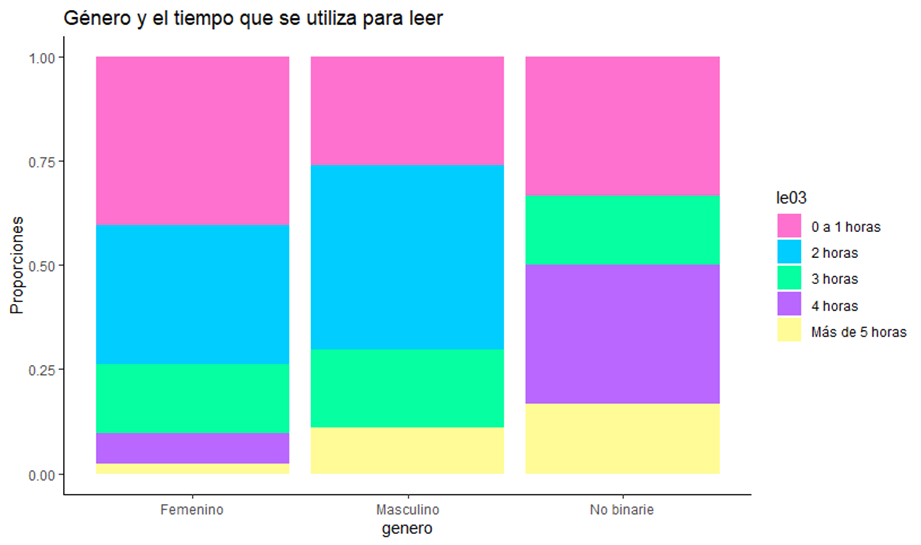 Género y el tiempo que se utiliza para leer
Proporciones
1.00
0.75
0.50
0.25
0.00
Femenino
Masculino
No binarie
genero
le03
0 a 1 horas
2 horas
3 horas
4 horas
Más de 5 horas